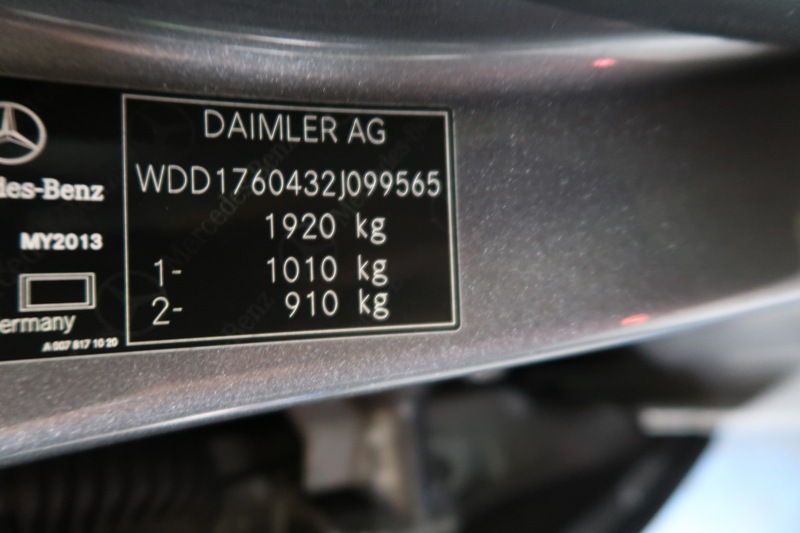 DAIMLER AG
WDD1760432J099565
des-Benz
1920 kg
MY2013
1- 1010 kg
2- 910 kg
ermany
A 007 817 10 20